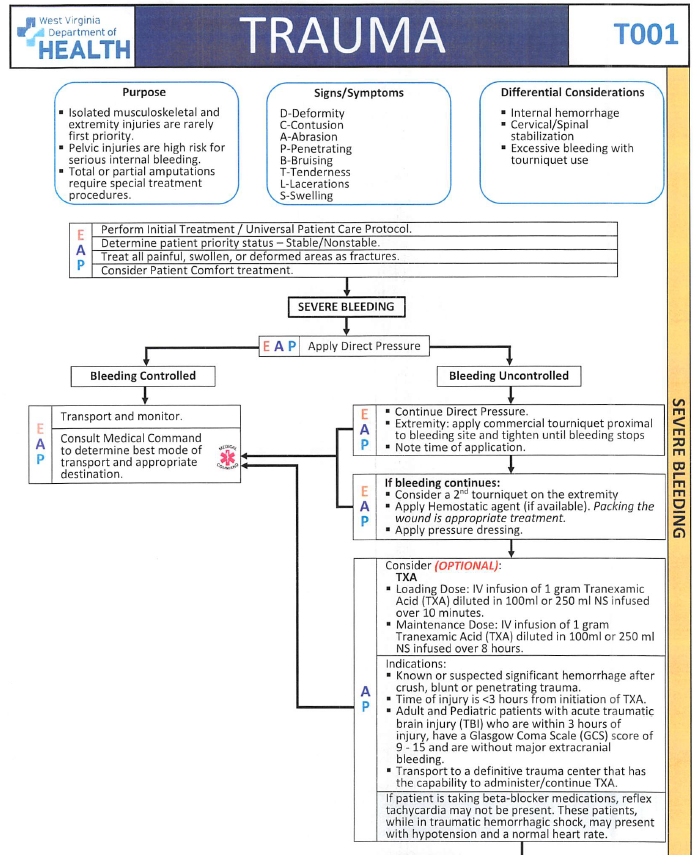 West Virginia
Department of
HEALTH
TRAUMA
T001
Purpose
▪ Isolated musculoskeletal and
extremity injuries are rarely
first priority.
▪ Pelvic injuries are high risk for
serious internal bleeding.
▪ Total or partial amputations
require special treatment
procedures.
Signs/Symptoms
D-Deformity
C-Contusion
A-Abrasion
P-Penetrating
B-Bruising
T-Tenderness
L-Lacerations
S-Swelling
Differential Considerations
▪ Internal hemorrhage
▪ Cervical/Spinal
stabilization
▪ Excessive bleeding with
tourniquet use
E
A
P
Perform Initial Treatment / Universal Patient Care Protocol.
Determine patient priority status – Stable/Nonstable.
Treat all painful, swollen, or deformed areas as fractures.
Consider Patient Comfort treatment.
SEVERE BLEEDING
E A P Apply Direct Pressure
Bleeding Controlled
E
A
P
Transport and monitor.
Consult Medical Command
to determine best mode of
transport and appropriate
destination.
MEDICAL
COMMAND
Bleeding Uncontrolled
E
A
P
▪ Continue Direct Pressure.
▪ Extremity: apply commercial tourniquet proximal
to bleeding site and tighten until bleeding stops
▪ Note time of application.
E
A
P
If bleeding continues:
▪ Consider a 2nd tourniquet on the extremity
▪ Apply Hemostatic agent (if available). Packing the
wound is appropriate treatment.
▪ Apply pressure dressing.
A
P
Consider (OPTIONAL):
TXA
▪ Loading Dose: IV infusion of 1 gram Tranexamic
Acid (TXA) diluted in 100ml or 250 ml NS infused
over 10 minutes.
▪ Maintenance Dose: IV infusion of 1 gram
Tranexamic Acid (TXA) diluted in 100ml or 250 ml
NS infused over 8 hours.
Indications:
▪ Known or suspected significant hemorrhage after
crush, blunt or penetrating trauma.
▪ Time of injury is <3 hours from initiation of TXA.
▪ Adult and Pediatric patients with acute traumatic
brain injury (TBI) who are within 3 hours of
injury, have a Glasgow Coma Scale (GCS) score of
9 - 15 and are without major extracranial
bleeding.
▪ Transport to a definitive trauma center that has
the capability to administer/continue TXA.
If patient is taking beta-blocker medications, reflex
tachycardia may not be present. These patients,
while in traumatic hemorrhagic shock, may present
with hypotension and a normal heart rate.
SEVERE BLEEDING